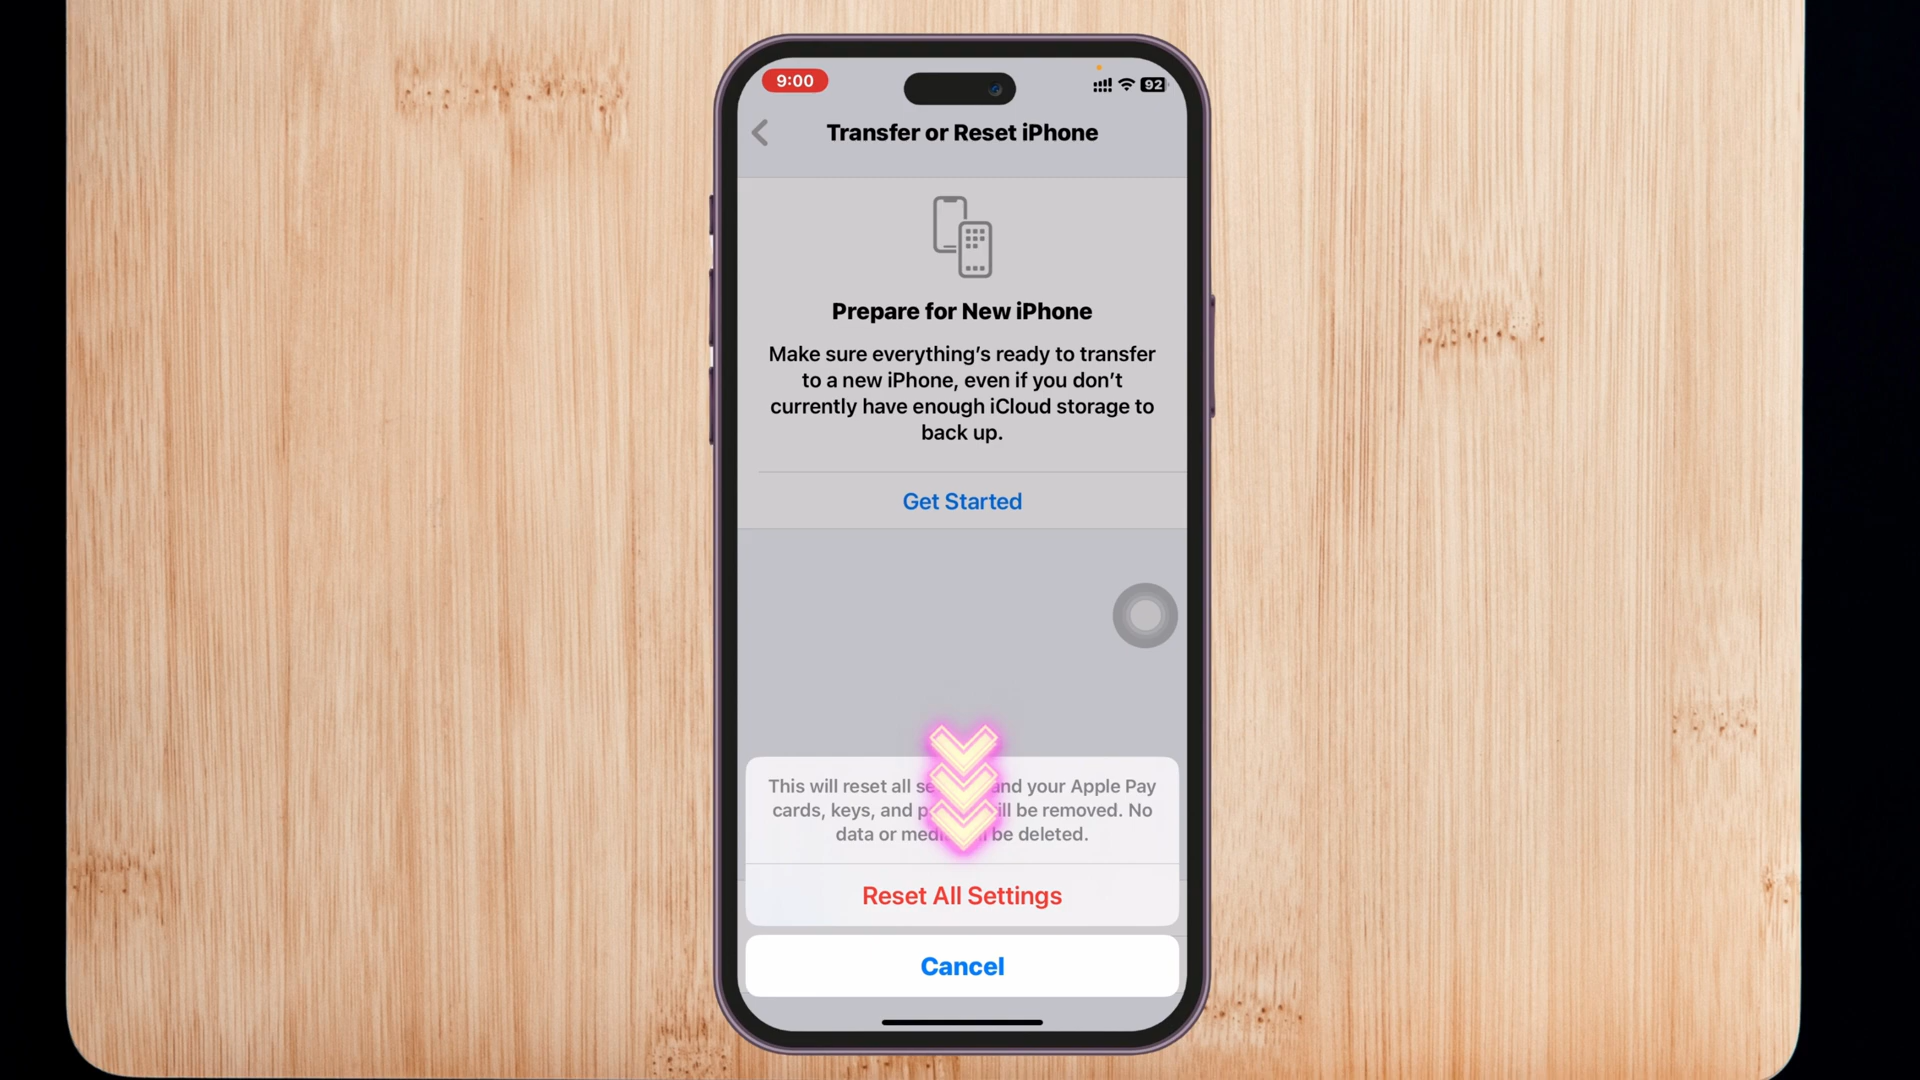 9:00
92
Transfer or Reset iPhone
Prepare for New iPhone
Make sure everything's ready to transfer
to a new iPhone, even if you don't
currently have enough iCloud storage to
back up.
Get Started
This will reset all se and your Apple Pay
cards, keys, and p ill be removed. No
data or med be deleted.
Reset All Settings
Cancel